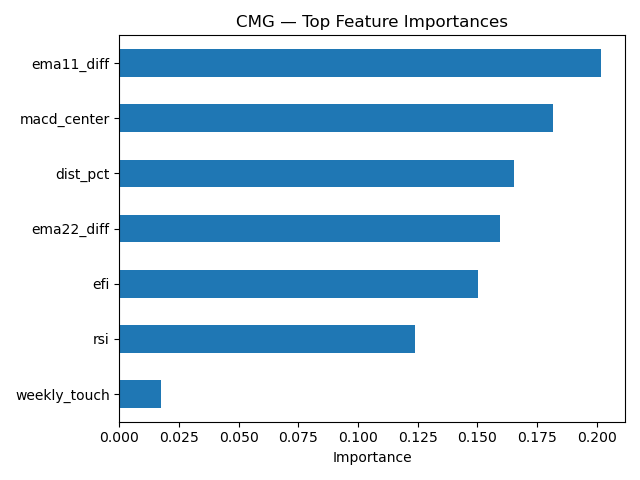 CMG — Top Feature Importances
ema11_diff
macd_center
dist_pct
ema22_diff
efi
rsi
weekly_touch
0.000 0.025 0.050 0.075 0.100 0.125 0.150 0.175 0.200
Importance